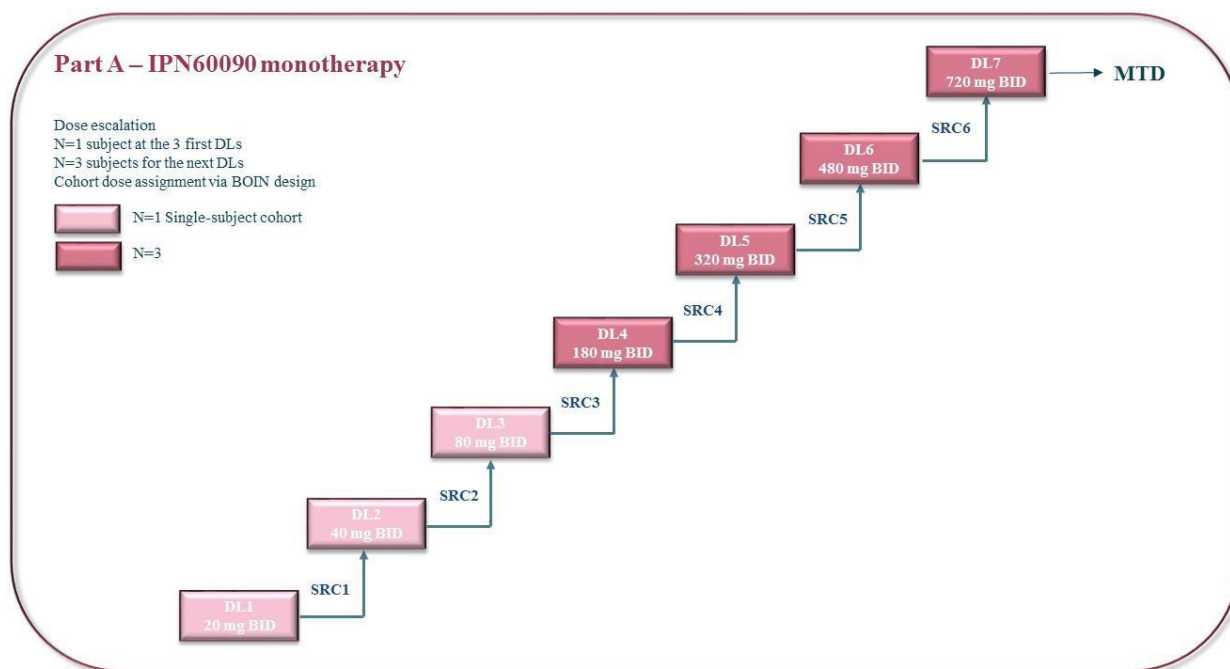 Part A – IPN60090 monotherapy
Dose escalation
N=1 subject at the 3 first DLs
N=3 subjects for the next DLs
Cohort dose assignment via BOIN design
N=1 Single-subject cohort
N=3
DL7
720 mg BID
MTD
SRC6
DL6
480 mg BID
SRC5
DL5
320 mg BID
SRC4
DL4
180 mg BID
SRC3
DL3
80 mg BID
SRC2
DL2
40 mg BID
SRC1
DL1
20 mg BID